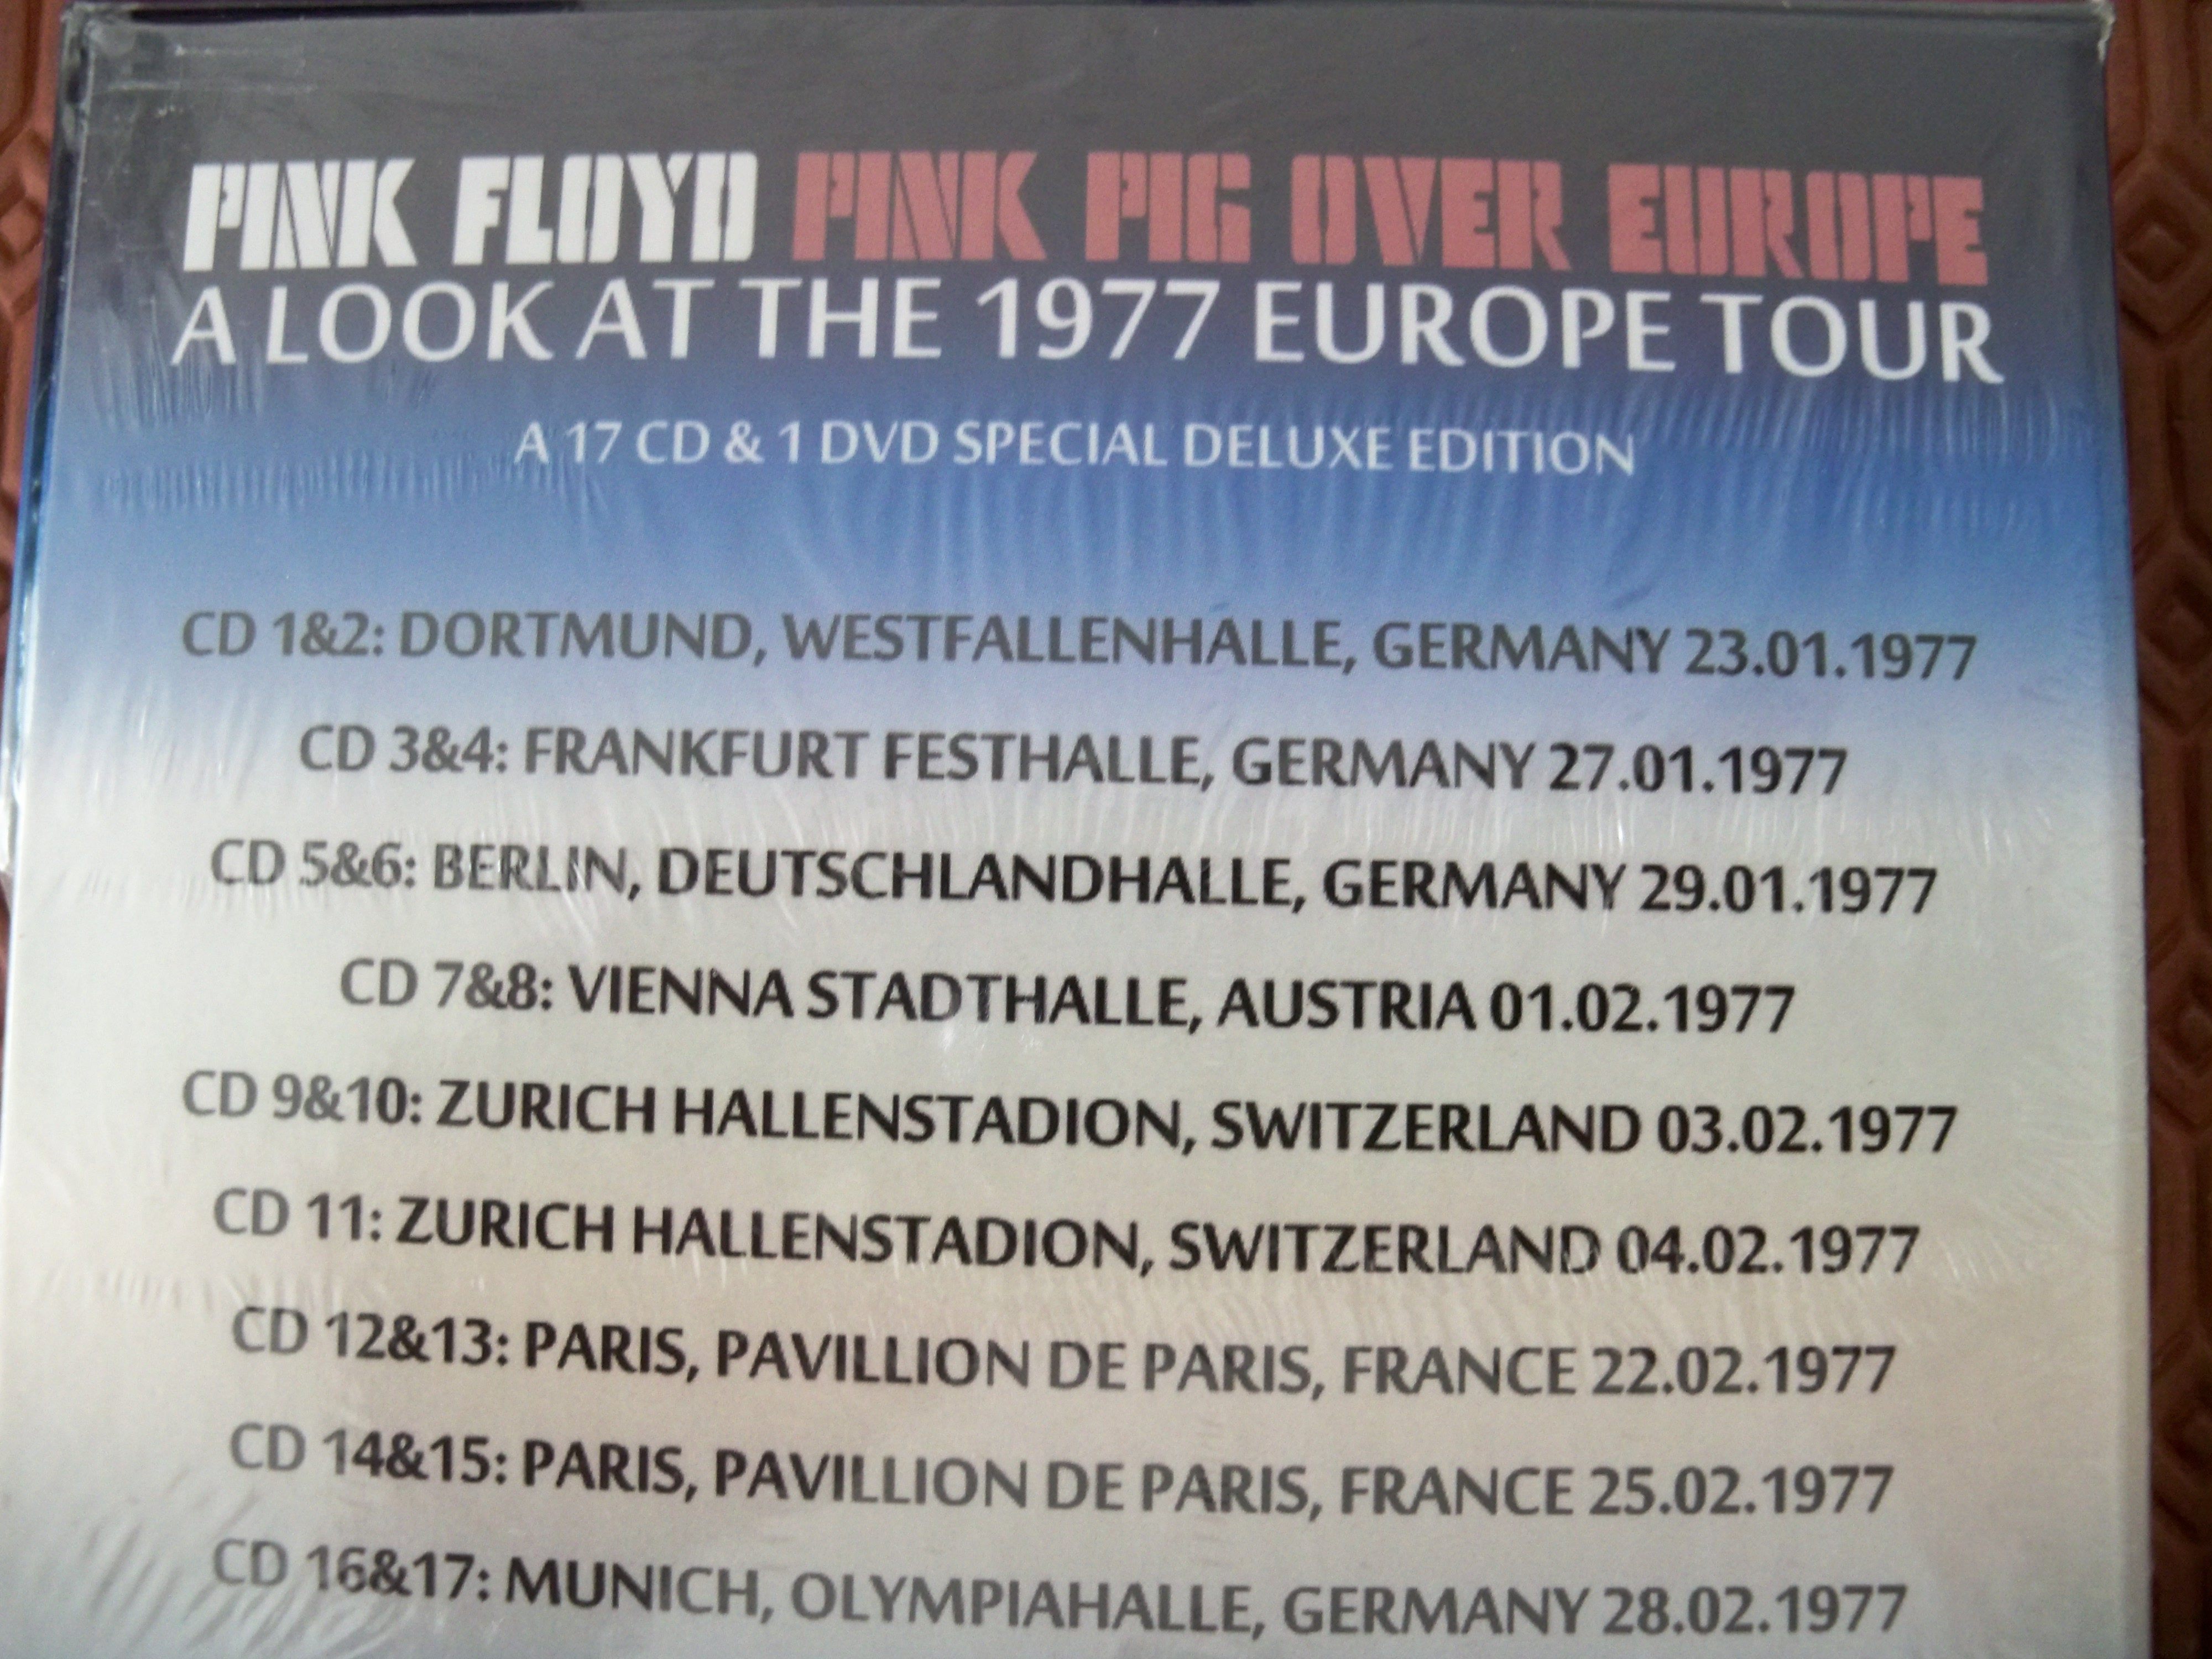 PINK FLOYD PINK PIG OVER EUROPE
A LOOK AT THE 1977 EUROPE TOUR
A 17 CD & 1 DVD SPECIAL DELUXE EDITION
CD 1&2: DORTMUND, WESTFALLENHALLE, GERMANY 23.01.1977
CD 3&4: FRANKFURT FESTHALLE, GERMANY 27.01.1977
CD 5&6: BERLIN, DEUTSCHLANDHALLE, GERMANY 29.01.1977
CD 7&8: VIENNA STADTHALLE, AUSTRIA 01.02.1977
CD 9&10: ZURICH HALLENSTADION, SWITZERLAND 03.02.1977
CD 11: ZURICH HALLENSTADION, SWITZERLAND 04.02.1977
CD 12&13: PARIS, PAVILLION DE PARIS, FRANCE 22.02.1977
CD 14&15: PARIS, PAVILLION DE PARIS, FRANCE 25.02.1977
CD 16&17: MUNICH, OLYMPIAHALLE, GERMANY 28.02.1977